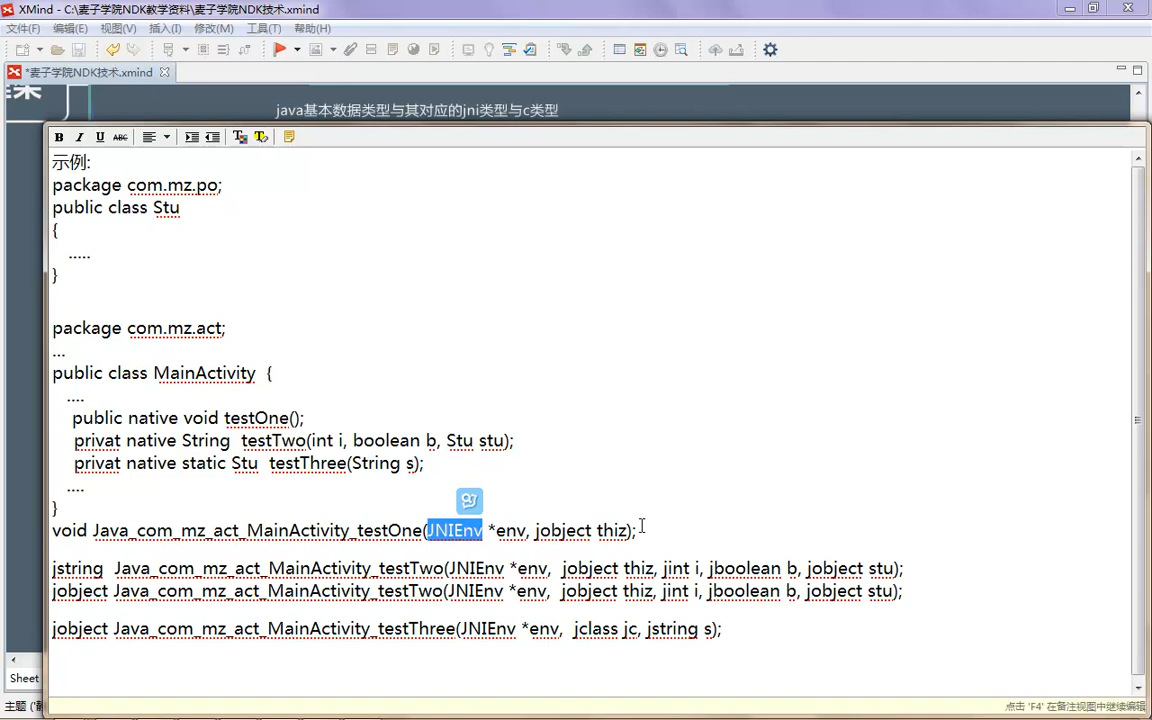 XMind - C:\麦子学院NDK教学资料\麦子学院NDK技术.xmind
文件(F) 编辑(E) 视图(V) 插入(I) 修改(M) 工具(T) 帮助(H)
*麦子学院NDK技术.xmind
java基本数据类型与其对应的jni类型与c类型
B I U ABC
示例:
package com.mz.po;
public class Stu
{
.....
}
package com.mz.act;
...
public class MainActivity {
....
public native void testOne();
privat native String testTwo(int i, boolean b, Stu stu);
privat native static Stu testThree(String s);
....
}
void Java_com_mz_act_MainActivity_testOne(JNIEnv *env, jobject thiz);
jstring Java_com_mz_act_MainActivity_testTwo(JNIEnv *env, jobject thiz, jint i, jboolean b, jobject stu);
jobject Java_com_mz_act_MainActivity_testTwo(JNIEnv *env, jobject thiz, jint i, jboolean b, jobject stu);
jobject Java_com_mz_act_MainActivity_testThree(JNIEnv *env, jclass jc, jstring s);
Sheet
点击 'F4' 在备注视图中继续编辑